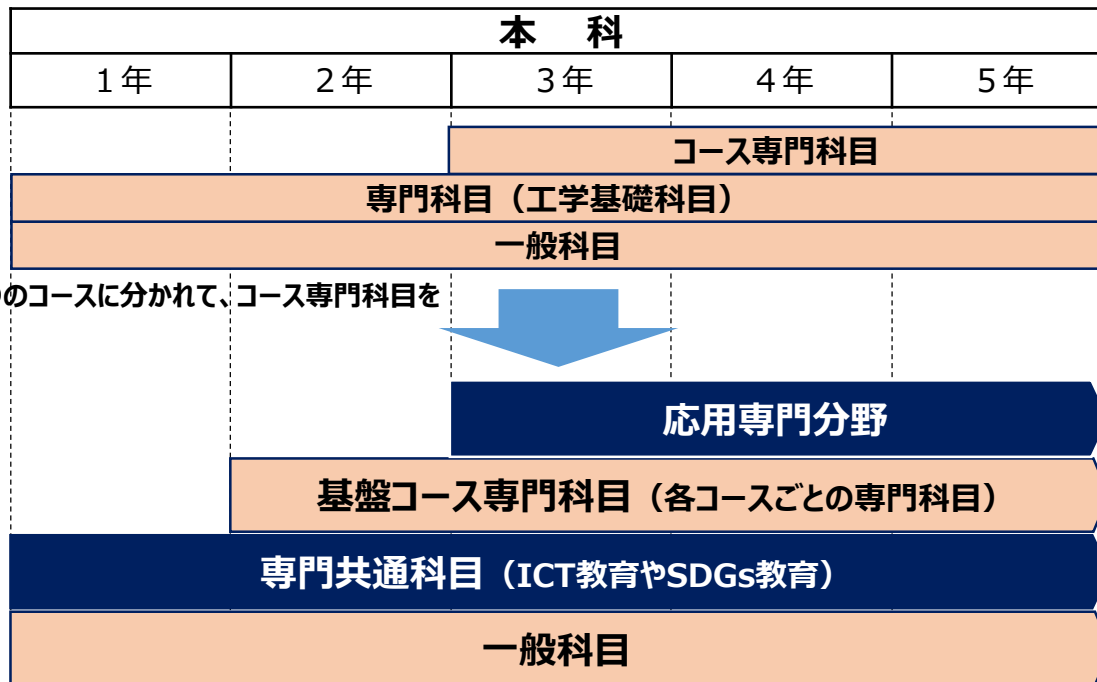 本 科
1年 2年 3年 4年 5年
コース専門科目
専門科目（工学基礎科目）
一般科目
のコースに分かれて、コース専門科目を
応用専門分野
基盤コース専門科目（各コースごとの専門科目）
専門共通科目（ICT教育やSDGs教育）
一般科目